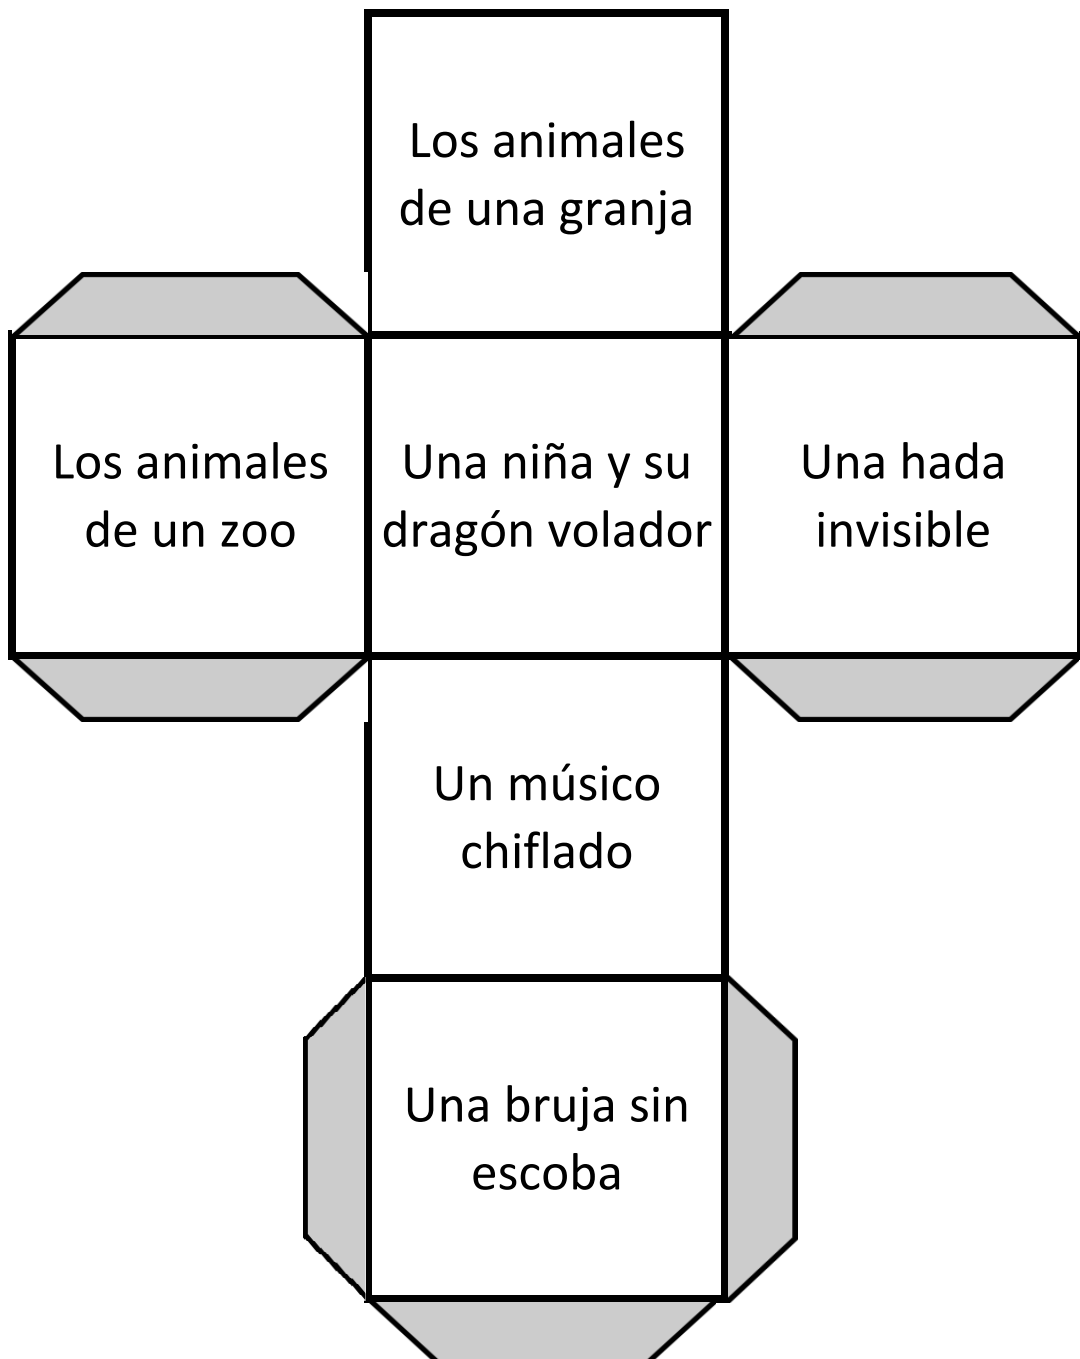 Los animales
de una granja
Los animales
de un zoo
Una niña y su
dragón volador
Una hada
invisible
Un músico
chiflado
Una bruja sin
escoba